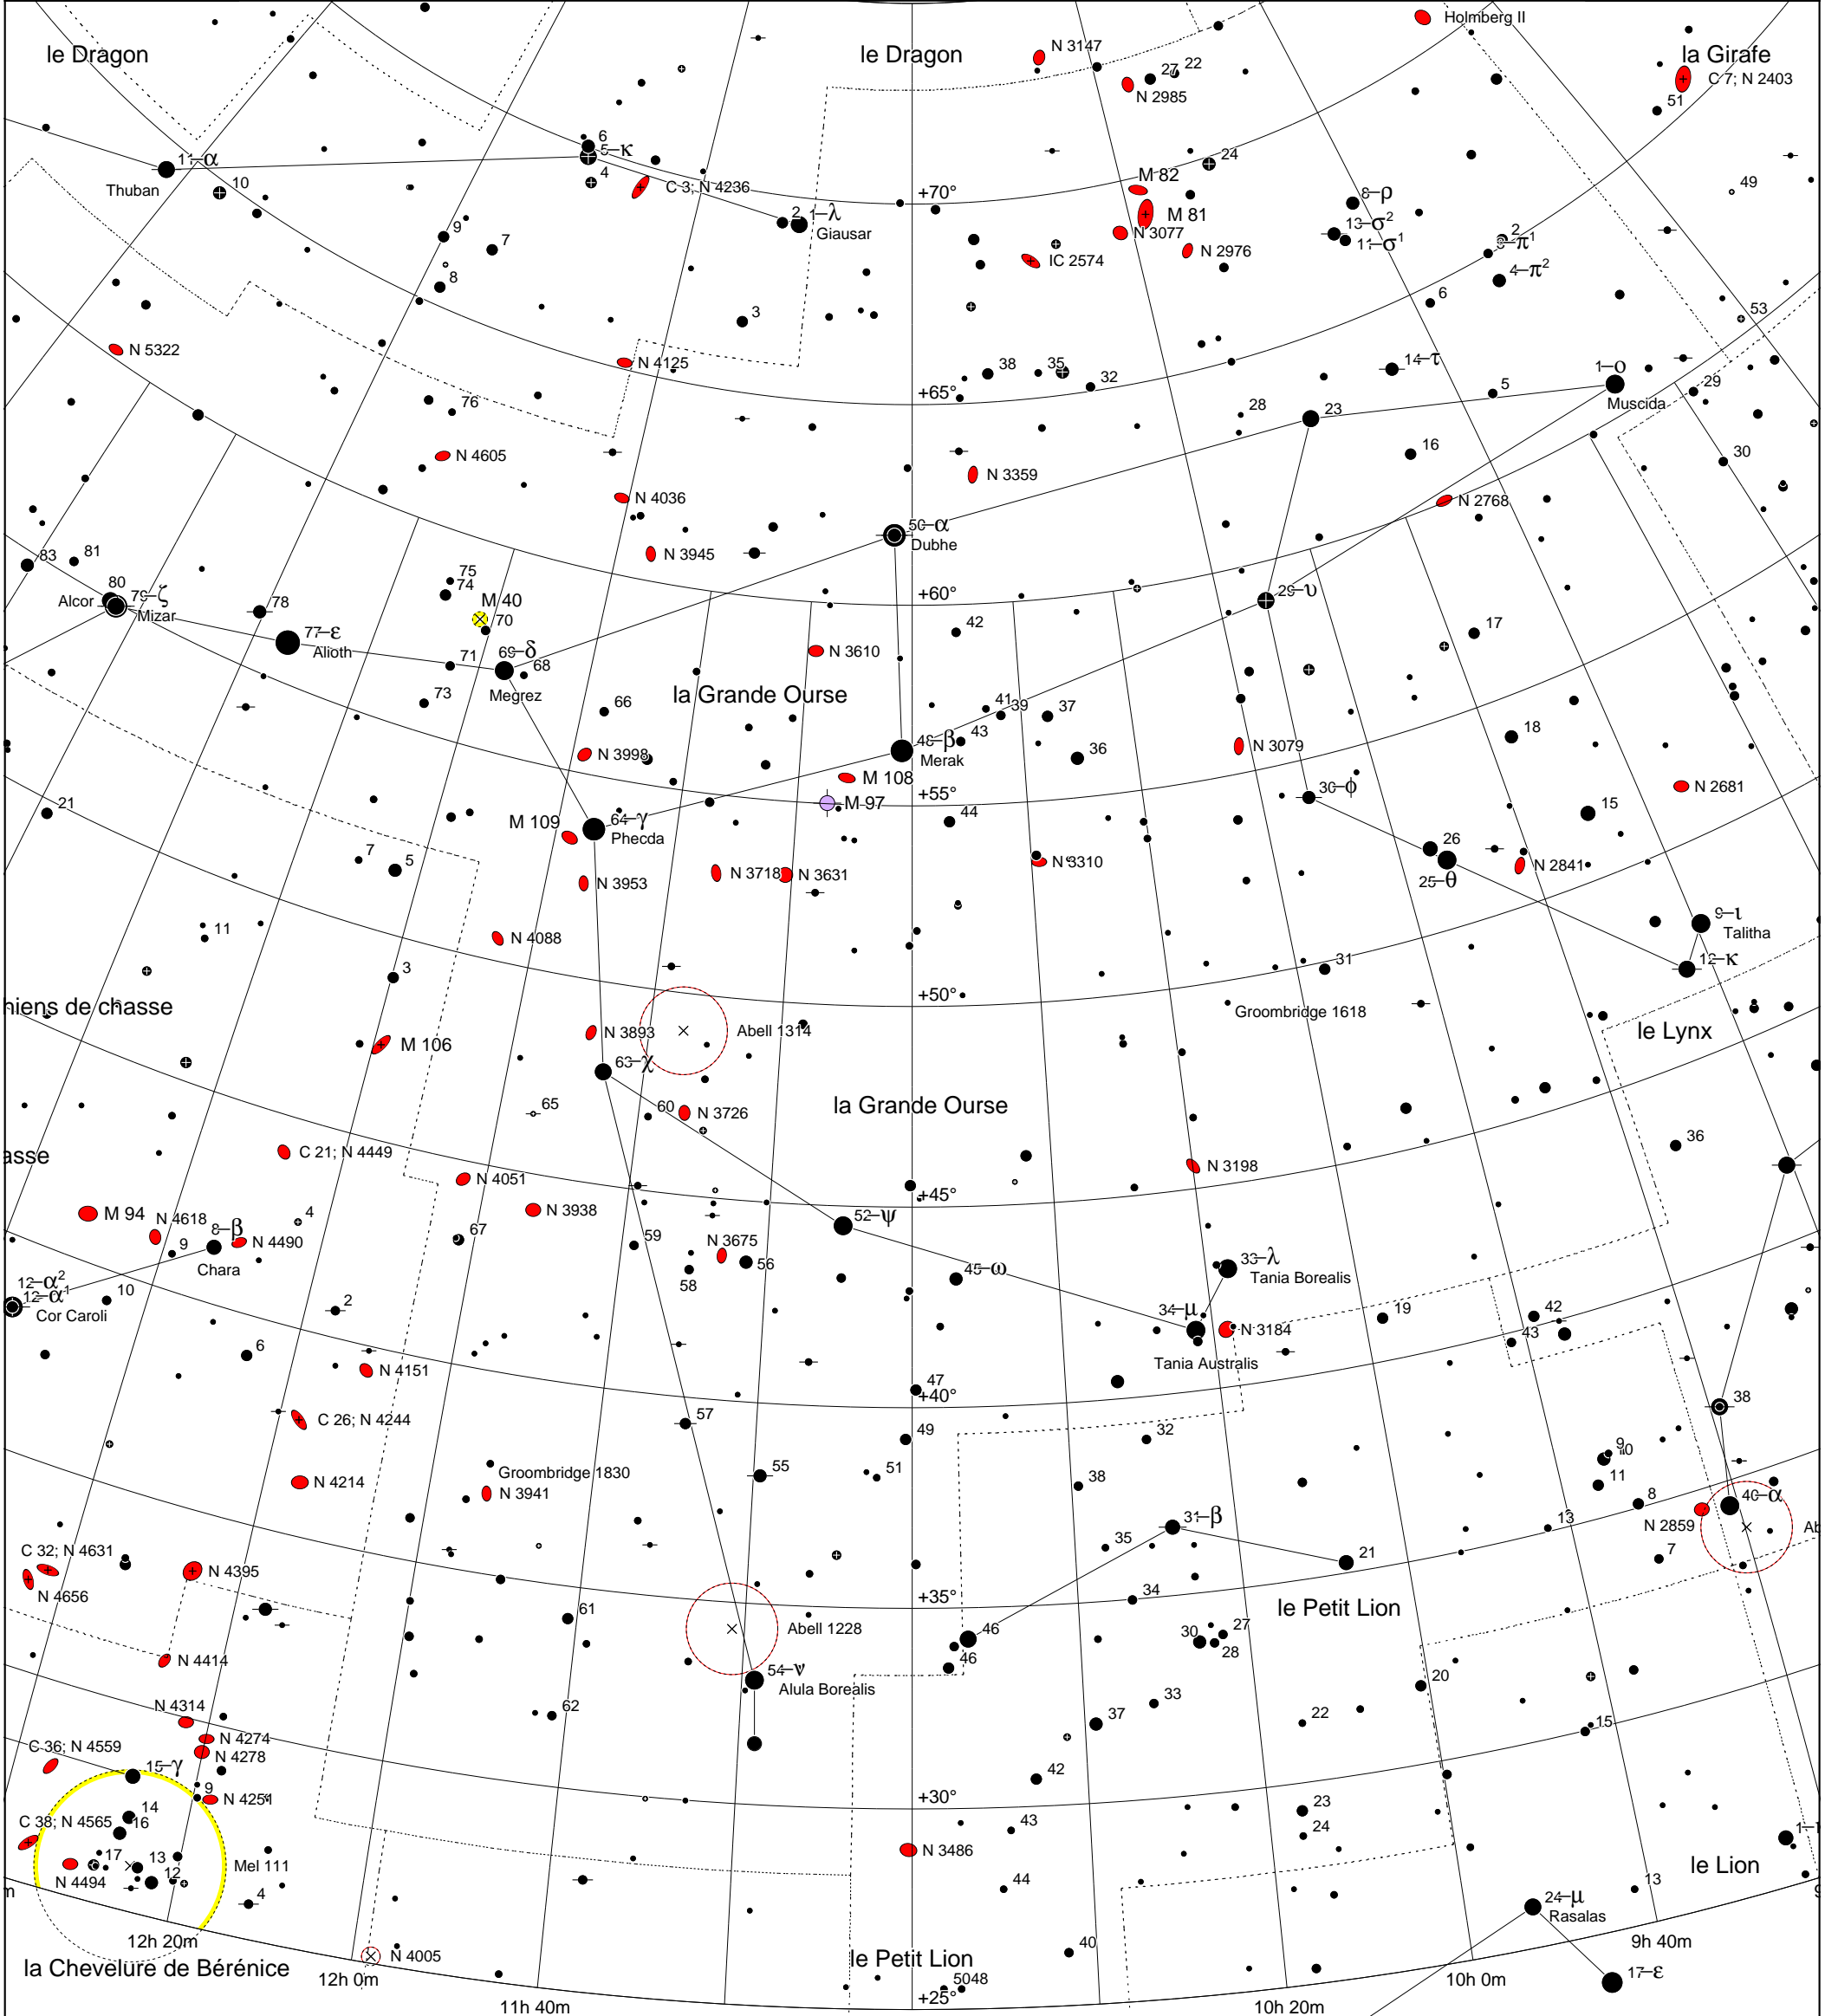 le Dragon
le Dragon
Holmberg II
N 3147
la Girafe
27
22
C 7; N 2403
N 2985
51
6
5-κ
11-α
24
Thuban
10
4
C 3; N 4236
+70°
M 82
49
8-ρ
2
1-λ
Giausar
M 81
13-σ²
11-σ¹
N 3077
2
9
7
IC 2574
N 2976
4-π²
8
6
3
53
N 5322
N 4125
38
35
32
14-τ
1-ο
+65°
5
29
Muscida
76
28
23
N 4605
16
30
N 3359
N 4036
N 2768
50-α
Dubhe
N 3945
83
81
75
74
80
79-ζ
Alcor
Mizar
78
M 40
70
+60°
29-υ
77-ε
Alioth
42
17
71
69-δ
68
N 3610
Megrez
la Grande Ourse
73
66
41
39
37
48-β
43
Merak
36
18
N 3998
N 3079
M 108
+55°
30-φ
N 2681
21
M 97
15
M 109
64-γ
Phecda
44
7
5
26
N 3310
N 2841
25-θ
N 3953
N 3718
N 3631
9-ι
Talitha
11
N 4088
12-κ
3
31
+50°
hiens de chasse
Groombridge 1618
N 3893
Abell 1314
le Lynx
M 106
63-χ
65
60
N 3726
la Grande Ourse
36
asse
C 21; N 4449
N 3198
N 4051
+45°
M 94
N 4618
4
N 3938
52-ψ
8-β
9
N 4490
67
59
N 3675
56
33-λ
Tania Borealis
Chara
58
45-ω
12-α²
12-α¹
Cor Caroli
10
2
34-μ
19
42
N 3184
43
Tania Australis
6
N 4151
47
+40°
38
C 26; N 4244
57
49
32
9
10
Groombridge 1830
55
51
38
11
N 4214
N 3941
8
40-α
31-β
13
N 2859
Ab
C 32; N 4631
35
21
7
N 4395
N 4656
34
+35°
61
Abell 1228
le Petit Lion
46
27
30
28
N 4414
46
54-ν
Alula Borealis
20
N 4314
62
33
37
22
15
N 4274
C 36; N 4559
N 4278
15-γ
42
9
N 4251
+30°
14
23
C 38; N 4565
16
43
24
17
13
Mel 111
N 3486
le Lion
N 4494
12
4
44
13
24-μ
Rasalas
12h 20m
9h 40m
N 4005
40
la Chevelure de Bérénice
le Petit Lion
12h 0m
10h 0m
17-ε
5048
+25°
11h 40m
10h 20m